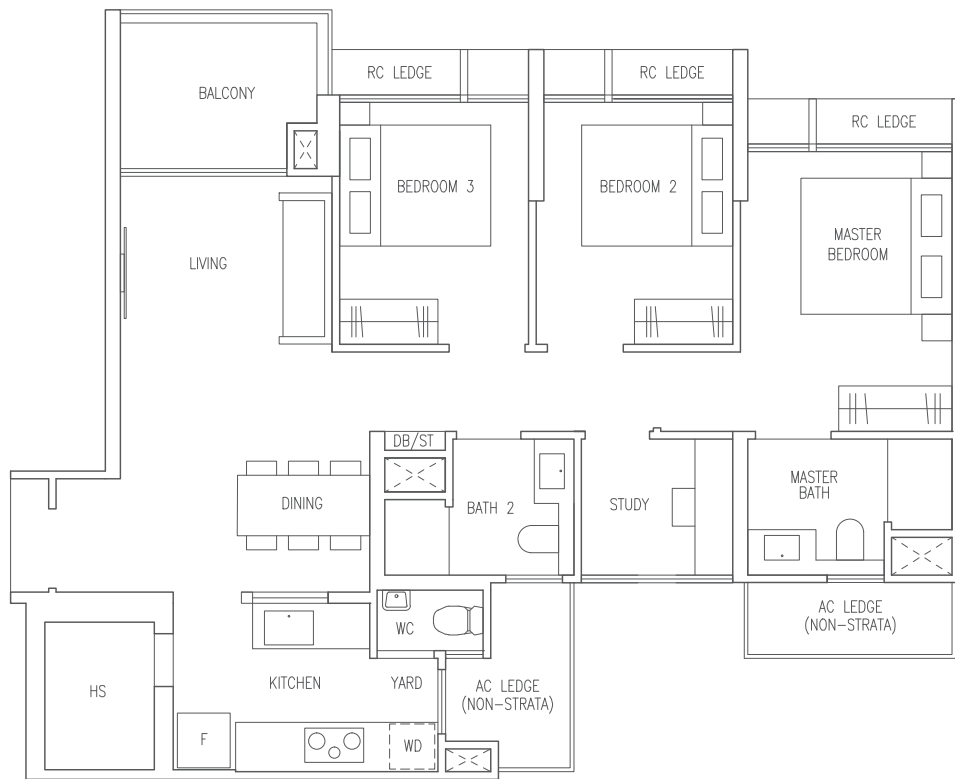 RC LEDGE
RC LEDGE
BALCONY
RC LEDGE
BEDROOM 3
BEDROOM 2
MASTER
BEDROOM
LIVING
DB/ST
MASTER
BATH
DINING
BATH 2
STUDY
AC LEDGE
(NON-STRATA)
WC
KITCHEN
YARD
AC LEDGE
(NON-STRATA)
HS
F
WD